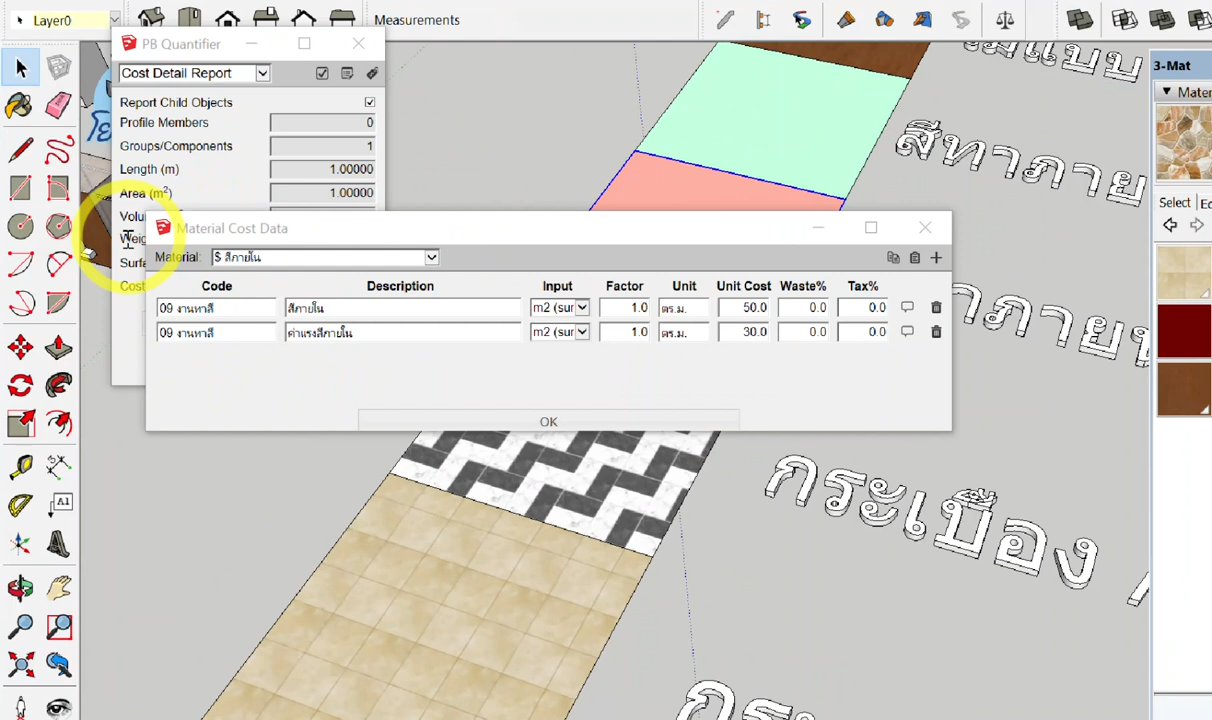 Layer0
Measurements
PB Quantifier
Cost Detail Report
Report Child Objects
Profile Members 0
Groups/Components 1
Length (m) 1.00000
Area (m²) 1.00000
Material Cost Data
Material: $ สีภายใน
Code Description Input Factor Unit Unit Cost Waste% Tax%
09 งานทาสี สีภายใน m2 (sur 1.0 ตร.ม. 50.0 0.0 0.0
09 งานทาสี ค่าแรงสีภายใน m2 (sur 1.0 ตร.ม. 30.0 0.0 0.0
OK
3-Mat
Mater
Select Ec
A1
สีทาภาย
กระเบื้อง